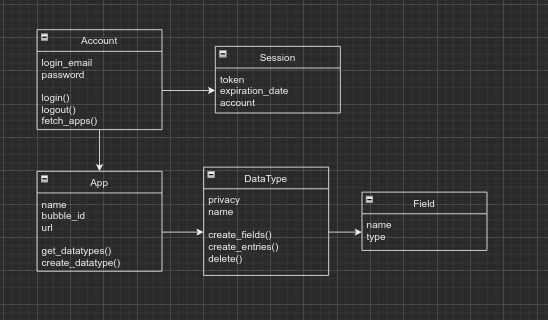 Account
login_email
password
login()
logout()
fetch_apps()
Session
token
expiration_date
account
App
name
bubble_id
url
get_datatypes()
create_datatype()
DataType
privacy
name
create_fields()
create_entries()
delete()
Field
name
type